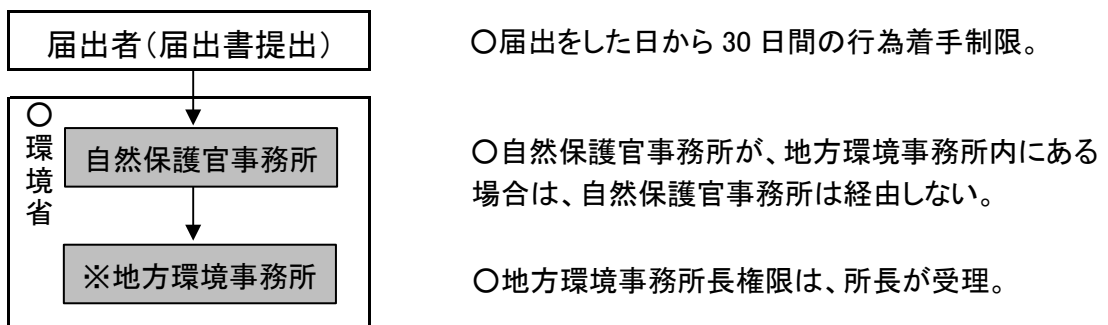 届出者（届出書提出）
〇届出をした日から 30 日間の行為着手制限。
〇環境省
自然保護官事務所
〇自然保護官事務所が、地方環境事務所内にある
場合は、自然保護官事務所は経由しない。
※地方環境事務所
〇地方環境事務所長権限は、所長が受理。